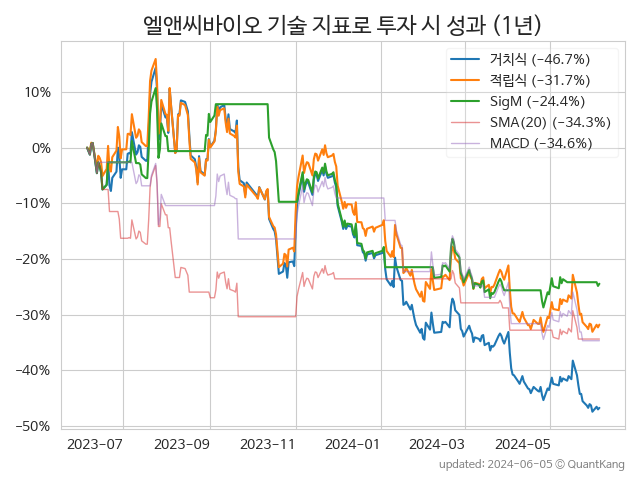 엘앤씨바이오 기술 지표로 투자 시 성과 (1년)
거치식 (−46.7%)
적립식 (−31.7%)
SigM (−24.4%)
SMA(20) (−34.3%)
MACD (−34.6%)
10%
0%
−10%
−20%
−30%
−40%
−50%
2023−07
2023−09
2023−11
2024−01
2024−03
2024−05
updated: 2024-06-05 ⓒ QuantKang